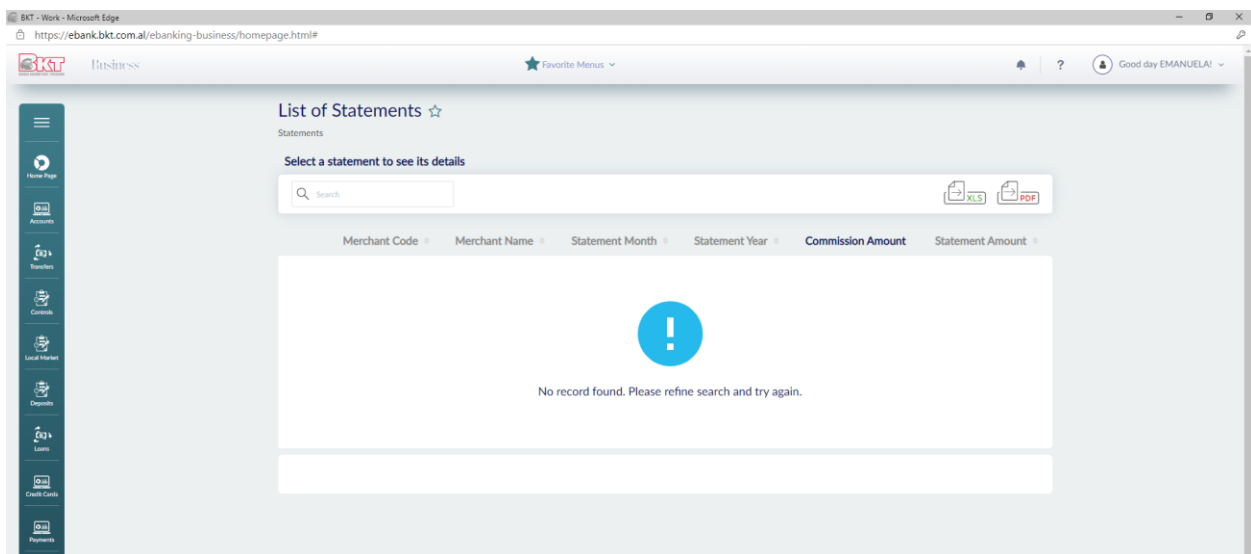 BKT - Work - Microsoft Edge
https://ebank.bkt.com.al/ebanking-business/homepage.html#
BKT Business Favorite Menus ? Good day EMANUELA!
List of Statements
Statements
Select a statement to see its details
Search XLS PDF
Merchant Code Merchant Name Statement Month Statement Year Commission Amount Statement Amount
No record found. Please refine search and try again.
Home Page
Accounts
Transfers
Controls
Local Market
Deposits
Loans
Credit Cards
Payments